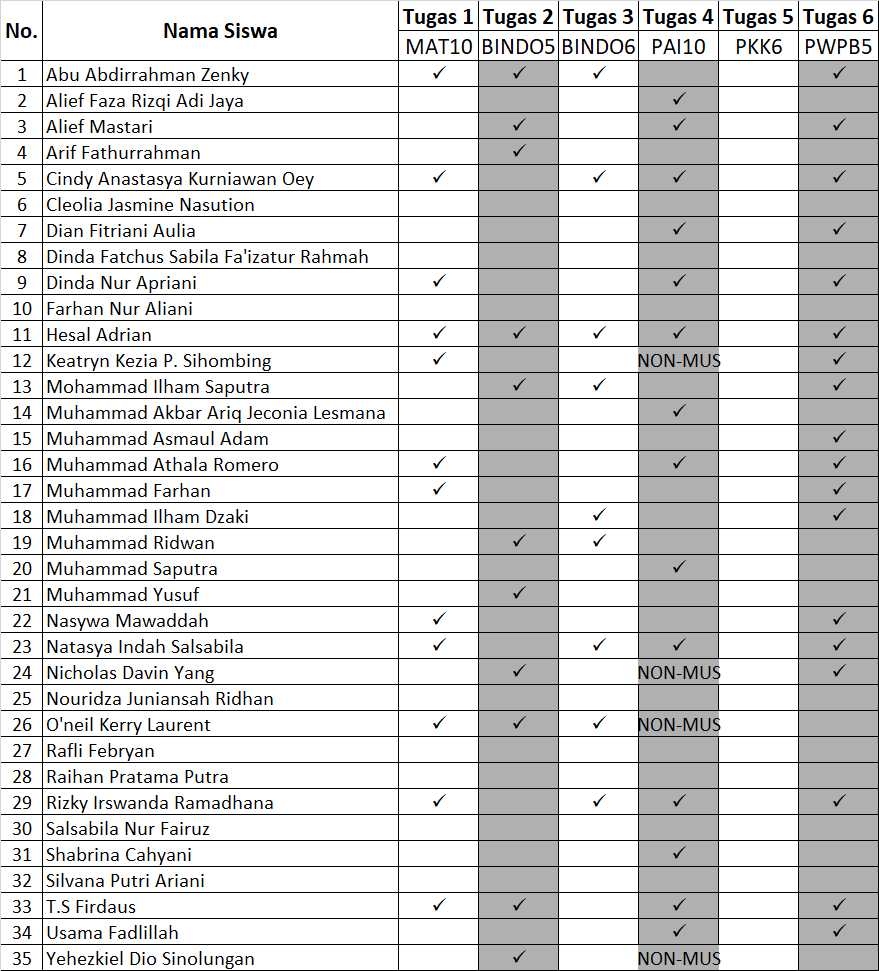 No. Nama Siswa Tugas 1 Tugas 2 Tugas 3 Tugas 4 Tugas 5 Tugas 6
MAT10 BINDO5 BINDO6 PAI10 PKK6 PWPB5
1 Abu Abdirrahman Zenky ✓ ✓ ✓ ✓
2 Alief Faza Rizqi Adi Jaya ✓
3 Alief Mastari ✓ ✓ ✓
4 Arif Fathurrahman ✓
5 Cindy Anastasya Kurniawan Oey ✓ ✓ ✓ ✓
6 Cleolia Jasmine Nasution
7 Dian Fitriani Aulia ✓ ✓
8 Dinda Fatchus Sabila Fa'izatur Rahmah
9 Dinda Nur Apriani ✓ ✓ ✓
10 Farhan Nur Aliani
11 Hesal Adrian ✓ ✓ ✓ ✓ ✓
12 Keatryn Kezia P. Sihombing ✓ NON-MUS ✓
13 Mohammad Ilham Saputra ✓ ✓ ✓
14 Muhammad Akbar Ariq Jeconia Lesmana ✓
15 Muhammad Asmaul Adam ✓
16 Muhammad Athala Romero ✓ ✓ ✓
17 Muhammad Farhan ✓ ✓
18 Muhammad Ilham Dzaki ✓ ✓
19 Muhammad Ridwan ✓ ✓
20 Muhammad Saputra ✓
21 Muhammad Yusuf ✓
22 Nasywa Mawaddah ✓ ✓
23 Natasya Indah Salsabila ✓ ✓ ✓ ✓
24 Nicholas Davin Yang ✓ NON-MUS ✓
25 Nouridza Juniansah Ridhan
26 O'neil Kerry Laurent ✓ ✓ ✓ NON-MUS
27 Rafli Febryan
28 Raihan Pratama Putra
29 Rizky Irswanda Ramadhana ✓ ✓ ✓ ✓
30 Salsabila Nur Fairuz
31 Shabrina Cahyani ✓
32 Silvana Putri Ariani
33 T.S Firdaus ✓ ✓ ✓ ✓
34 Usama Fadlillah ✓ ✓
35 Yehezkiel Dio Sinolungan ✓ NON-MUS